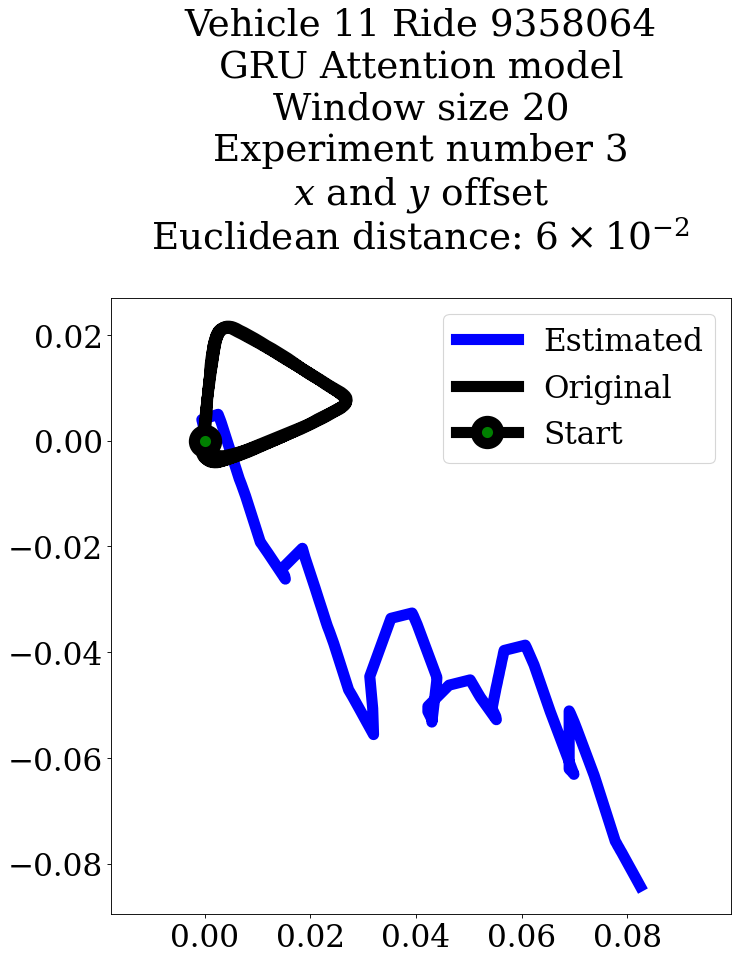 Vehicle 11 Ride 9358064
GRU Attention model
Window size 20
Experiment number 3
x and y offset
Euclidean distance: 6 × 10⁻²
Estimated
Original
Start
0.02
0.00
−0.02
−0.04
−0.06
−0.08
0.00 0.02 0.04 0.06 0.08